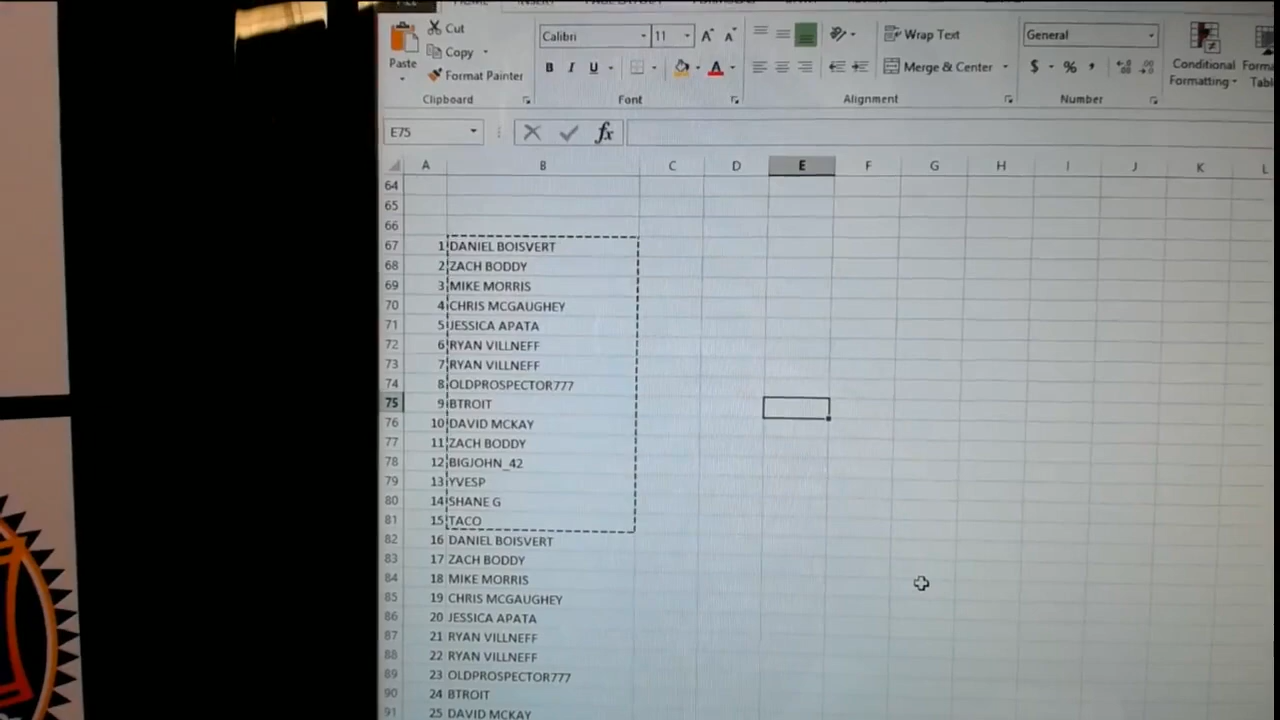 Cut
Calibri 11 A A Wrap Text General
Paste Copy
Format Painter B I U A Merge & Center $ % , Conditional
Formatting
Clipboard Font Alignment Number
E75 fx
A B C D E F G H I J K L
64
65
66
67 1 DANIEL BOISVERT
68 2 ZACH BODDY
69 3 MIKE MORRIS
70 4 CHRIS MCGAUGHEY
71 5 JESSICA APATA
72 6 RYAN VILLNEFF
73 7 RYAN VILLNEFF
74 8 OLDPROSPECTOR777
75 9 BTROIT
76 10 DAVID MCKAY
77 11 ZACH BODDY
78 12 BIGJOHN_42
79 13 YVESP
80 14 SHANE G
81 15 TACO
82 16 DANIEL BOISVERT
83 17 ZACH BODDY
84 18 MIKE MORRIS
85 19 CHRIS MCGAUGHEY
86 20 JESSICA APATA
87 21 RYAN VILLNEFF
88 22 RYAN VILLNEFF
89 23 OLDPROSPECTOR777
90 24 BTROIT
91 25 DAVID MCKAY